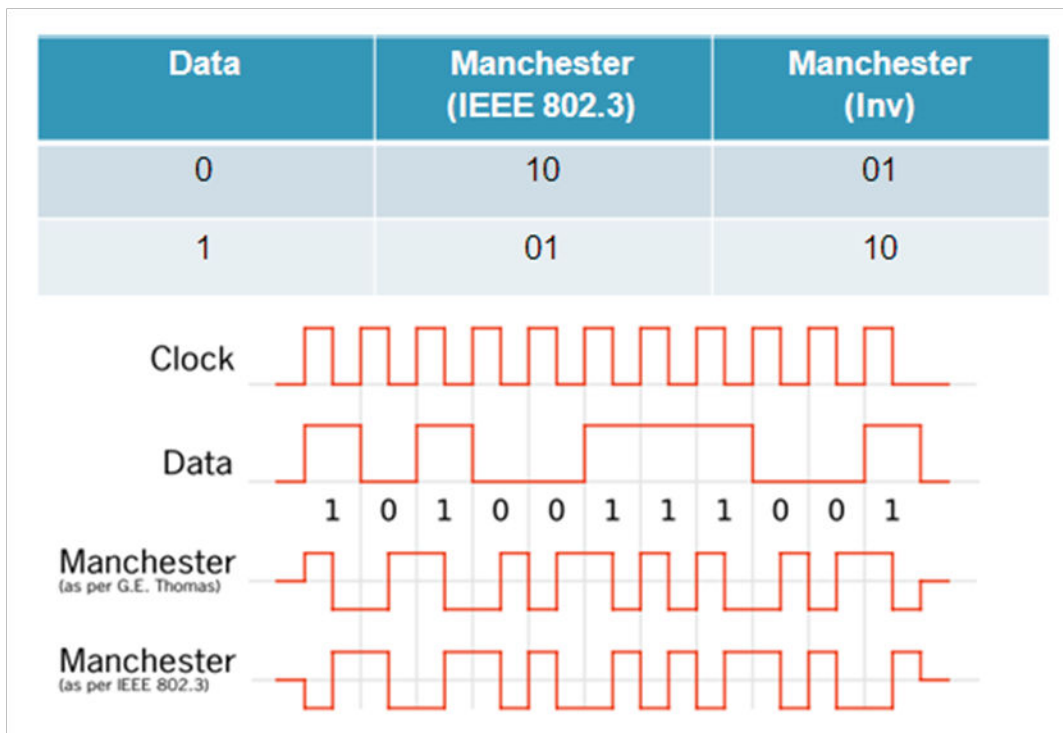 Data Manchester (IEEE 802.3) Manchester (Inv)
0 10 01
1 01 10
Clock
Data
1 0 1 0 0 1 1 1 0 0 1
Manchester
(as per G.E. Thomas)
Manchester
(as per IEEE 802.3)